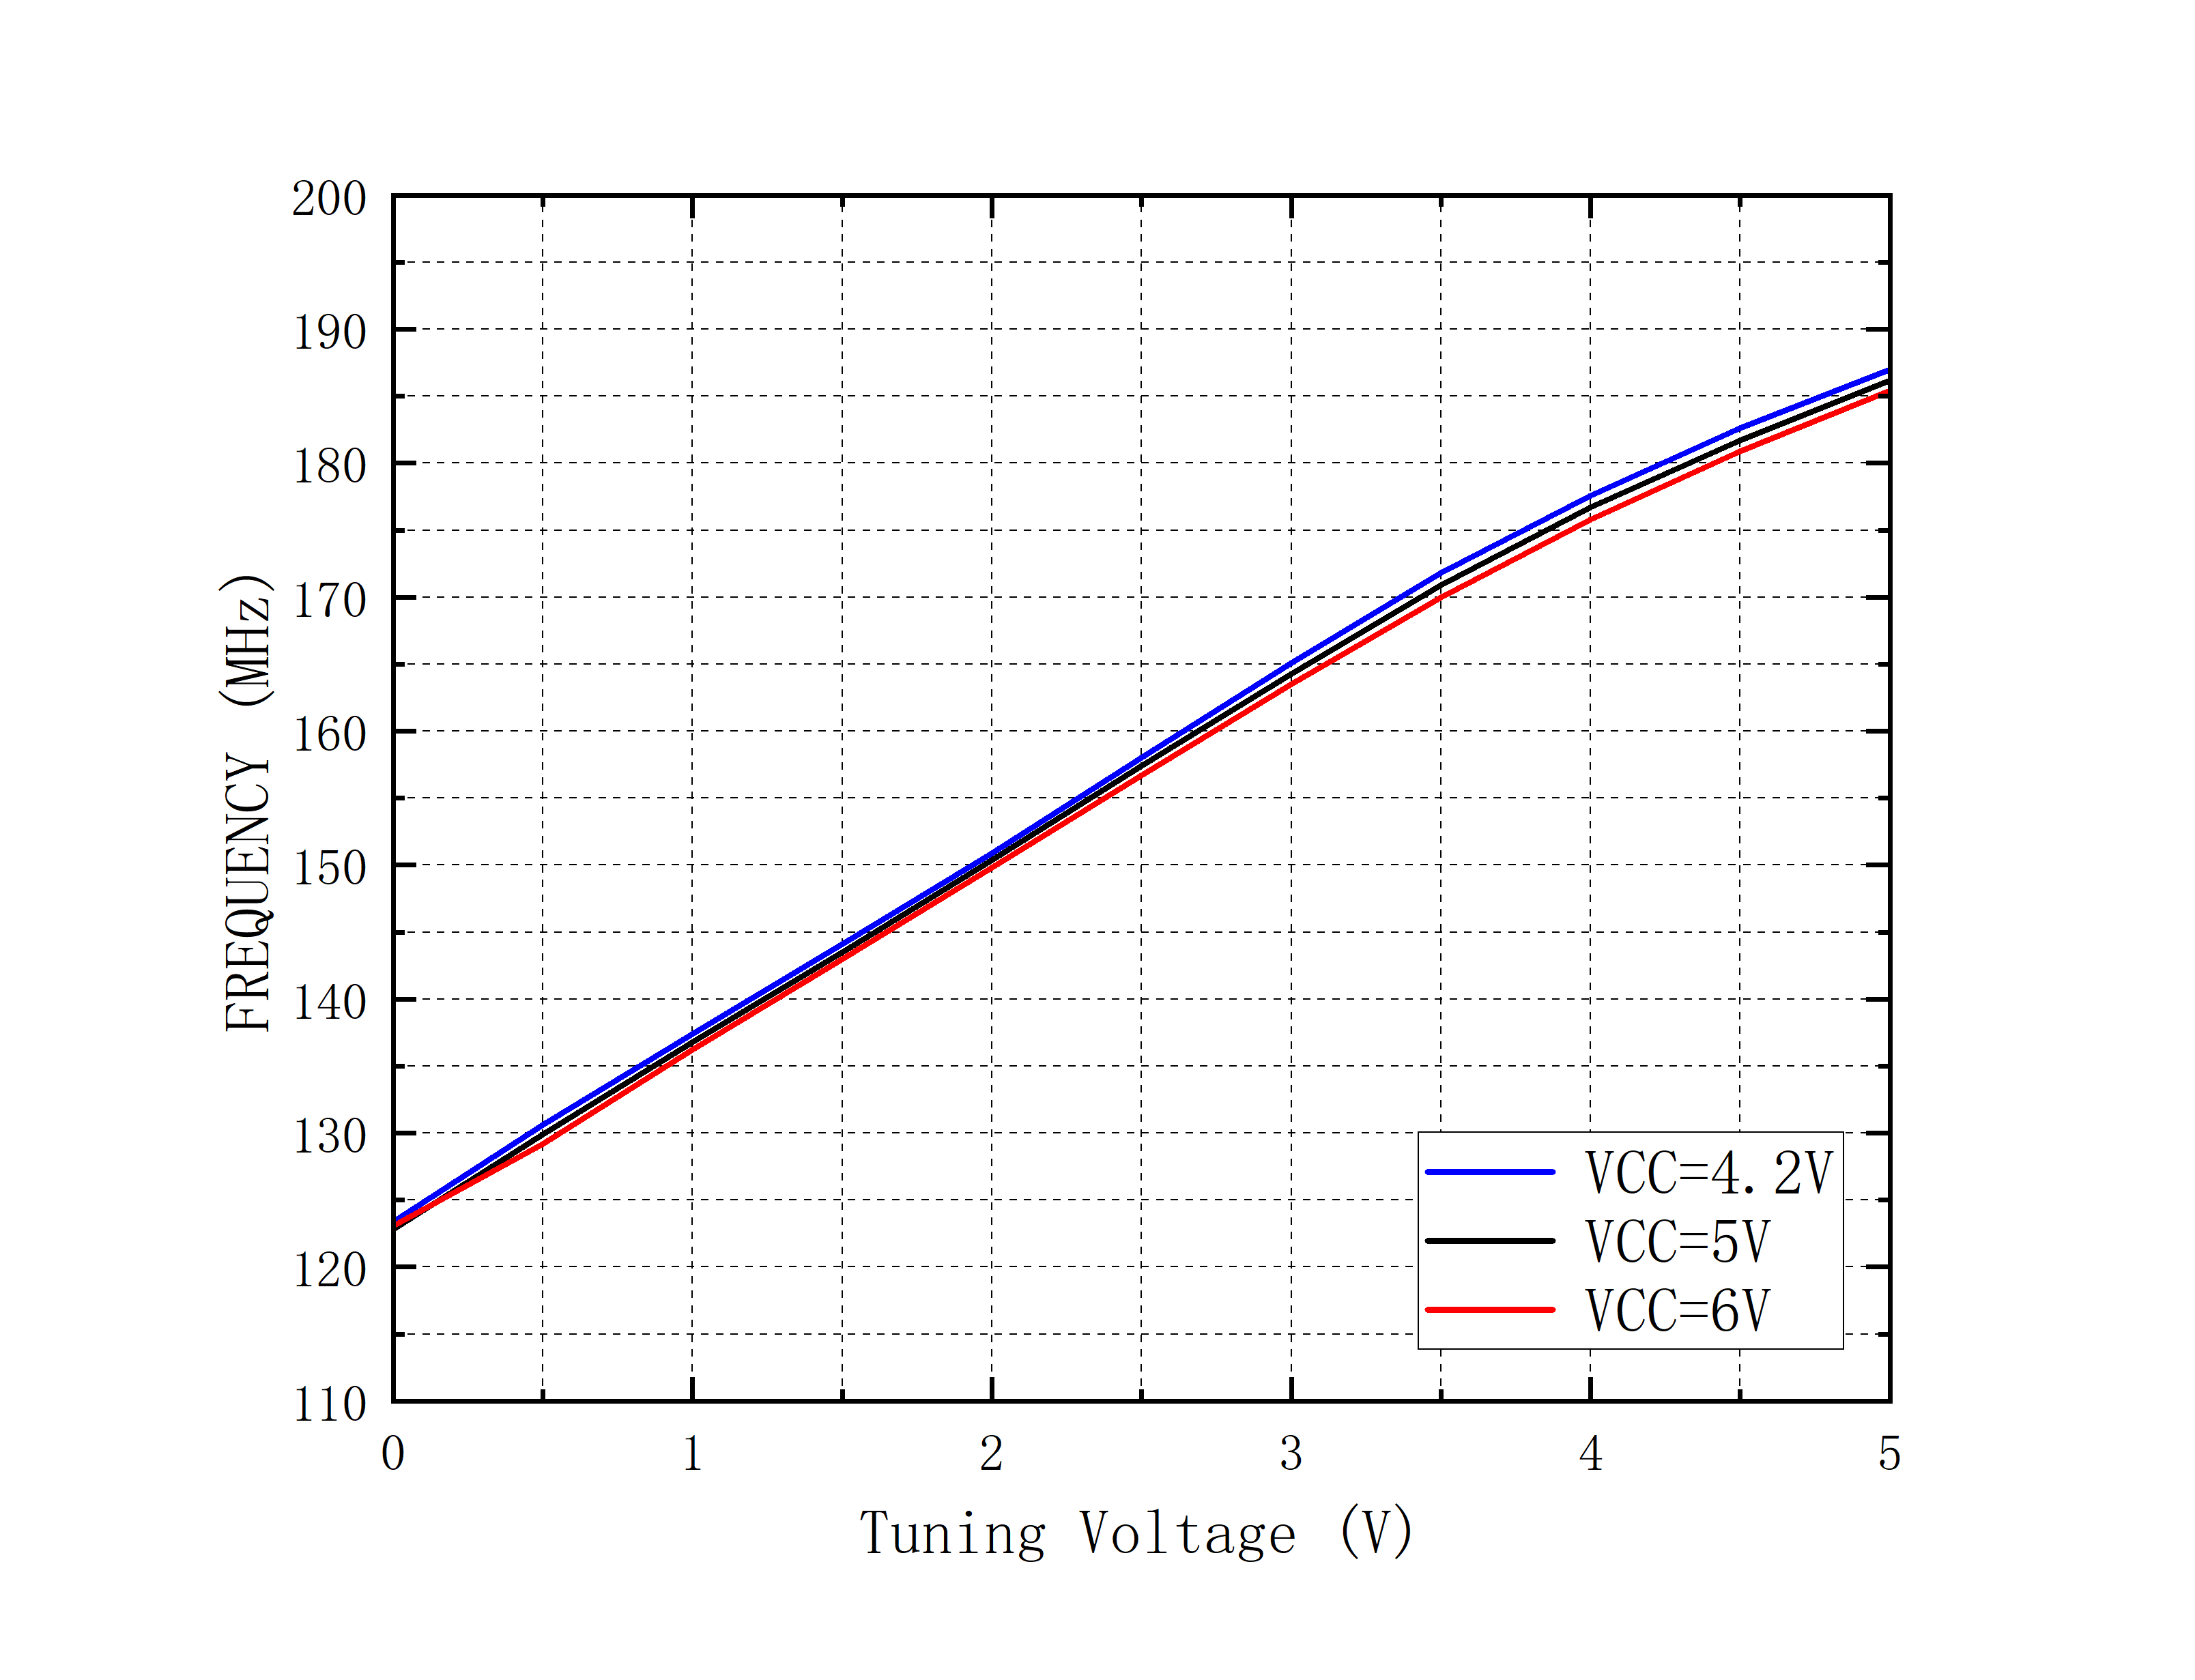 200
190
180
170
160
150
140
130
120
110
FREQUENCY (MHz)
VCC=4.2V
VCC=5V
VCC=6V
0 1 2 3 4 5
Tuning Voltage (V)